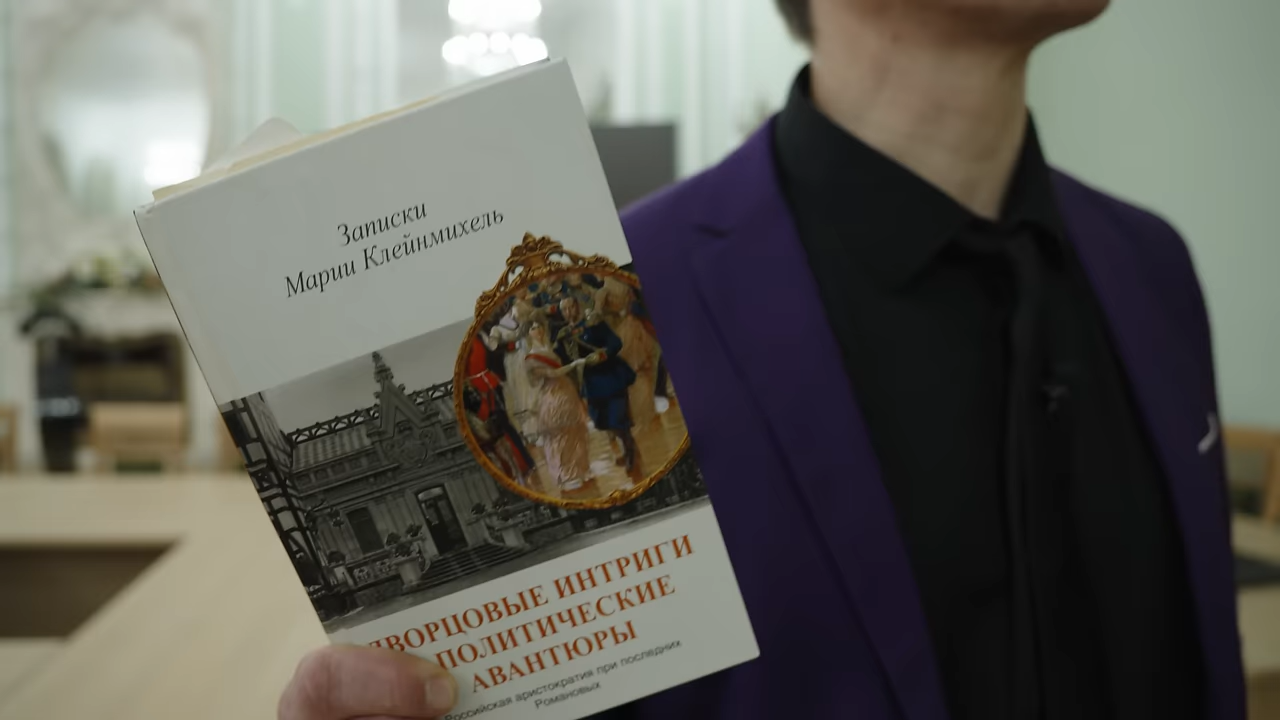 Записки
Марии Клейнмихель
ДВОРЦОВЫЕ ИНТРИГИ
ПОЛИТИЧЕСКИЕ
АВАНТЮРЫ
Российская аристократия при последних
Романовых